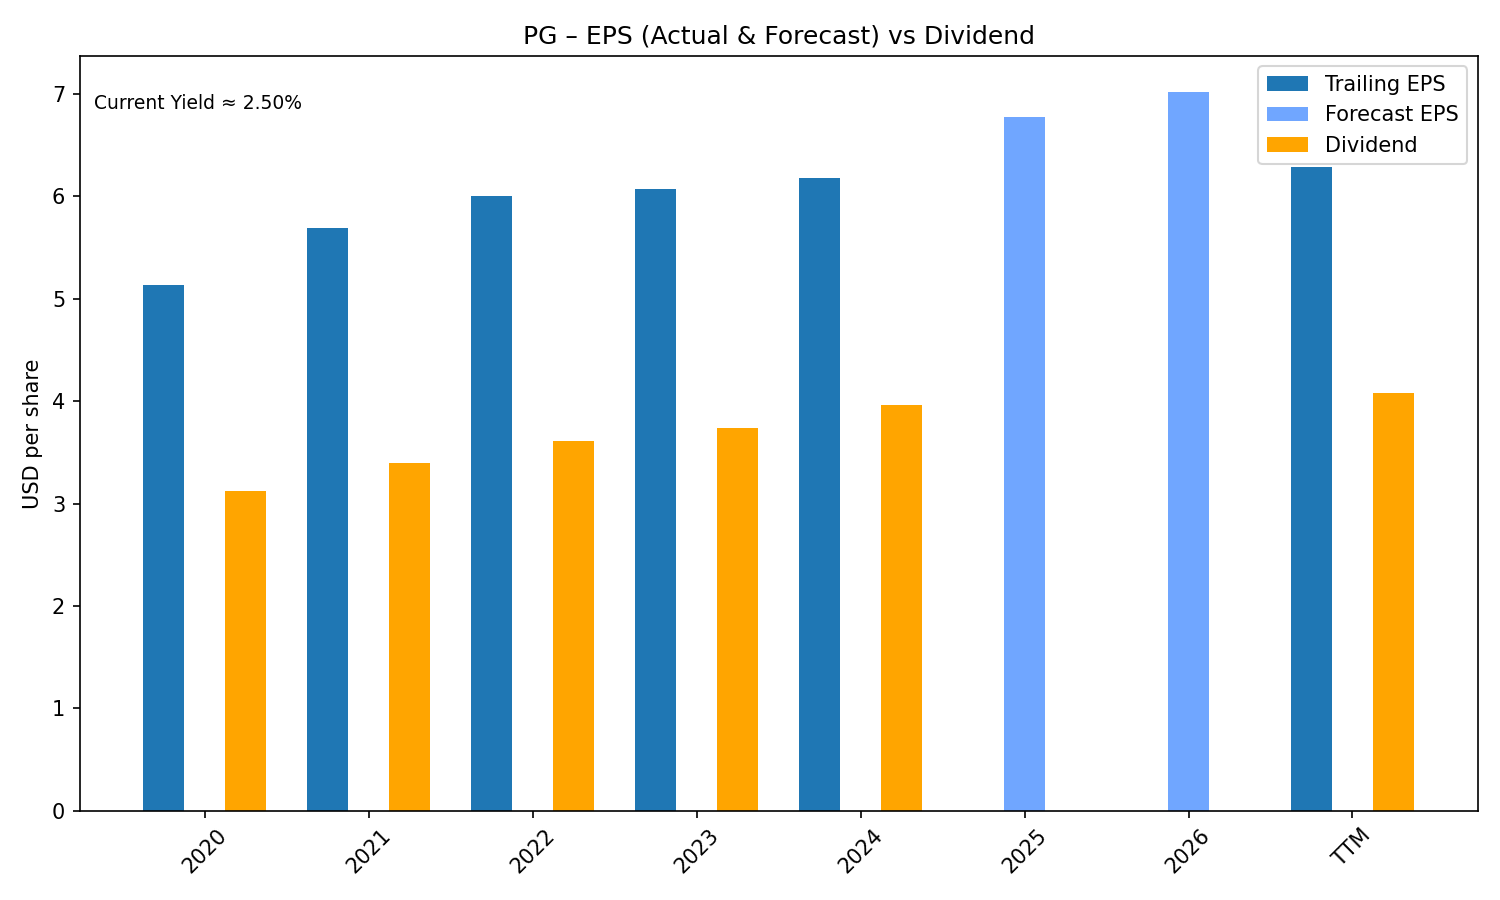 PG – EPS (Actual & Forecast) vs Dividend
Current Yield ≈ 2.50%
Trailing EPS
Forecast EPS
Dividend
USD per share
7
6
5
4
3
2
1
0
2020
2021
2022
2023
2024
2025
2026
TTM